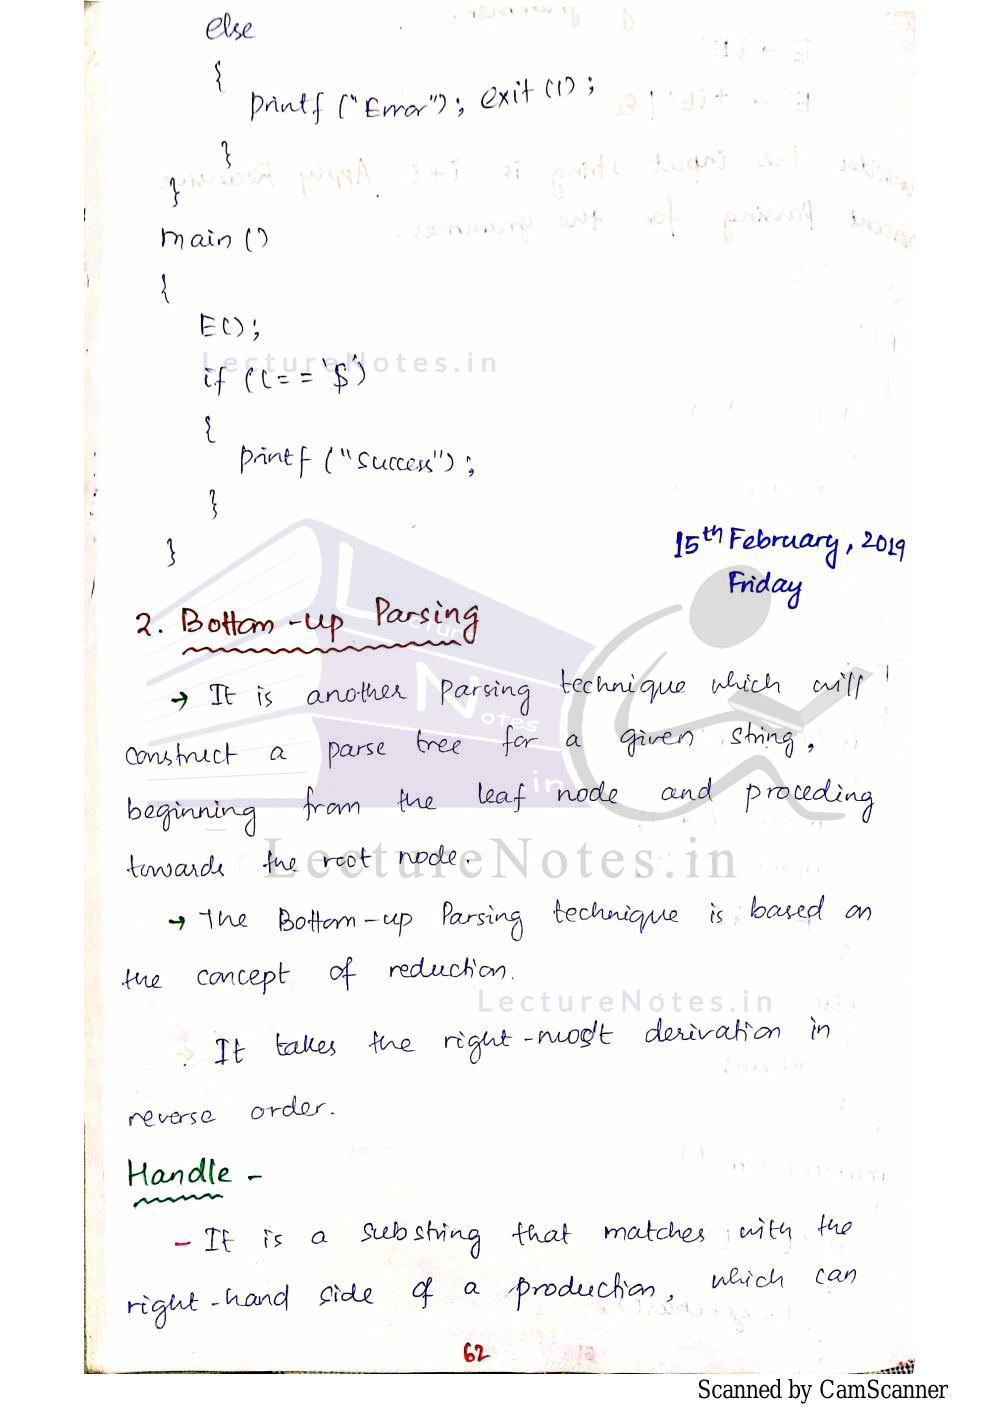 else
{
printf ("Error"); exit (1);
}
}
main ()
{
E();
LectureNotes.in
if (l== '$')
{
printf ("Success");
}
}
15th February, 2019
Friday
2. Bottom-up Parsing
→ It is another parsing technique which will
construct a parse tree for a given string,
beginning from the leaf node and proceding
towards the root node.
LectureNotes.in
→ The Bottom-up Parsing technique is based on
the concept of reduction.
LectureNotes.in
→ It takes the right-most derivation in
reverse order.
Handle -
- It is a substring that matches with the
right-hand side of a production, which can
62
Scanned by CamScanner